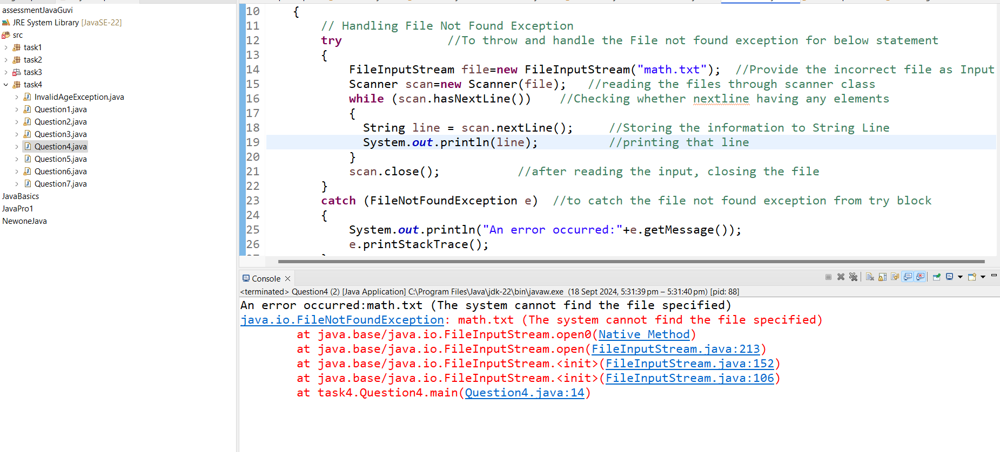 assessmentJavaGuvi
JRE System Library [JavaSE-22]
src
task1
task2
task3
task4
InvalidAgeException.java
Question1.java
Question2.java
Question3.java
Question4.java
Question5.java
Question6.java
Question7.java
JavaBasics
JavaPro1
NewoneJava
10 {
11 // Handling File Not Found Exception
12 try //To throw and handle the File not found exception for below statement
13 {
14 FileInputStream file=new FileInputStream("math.txt"); //Provide the incorrect file as Input
15 Scanner scan=new Scanner(file); //reading the files through scanner class
16 while (scan.hasNextLine()) //Checking whether nextline having any elements
17 {
18 String line = scan.nextLine(); //Storing the information to String Line
19 System.out.println(line); //printing that line
20 }
21 scan.close(); //after reading the input, closing the file
22 }
23 catch (FileNotFoundException e) //to catch the file not found exception from try block
24 {
25 System.out.println("An error occurred:"+e.getMessage());
26 e.printStackTrace();
Console
<terminated> Question4 (2) [Java Application] C:\Program Files\Java\jdk-22\bin\javaw.exe (18 Sept 2024, 5:31:39 pm – 5:31:40 pm) [pid: 88]
An error occurred:math.txt (The system cannot find the file specified)
java.io.FileNotFoundException: math.txt (The system cannot find the file specified)
at java.base/java.io.FileInputStream.open0(Native Method)
at java.base/java.io.FileInputStream.open(FileInputStream.java:213)
at java.base/java.io.FileInputStream.<init>(FileInputStream.java:152)
at java.base/java.io.FileInputStream.<init>(FileInputStream.java:106)
at task4.Question4.main(Question4.java:14)